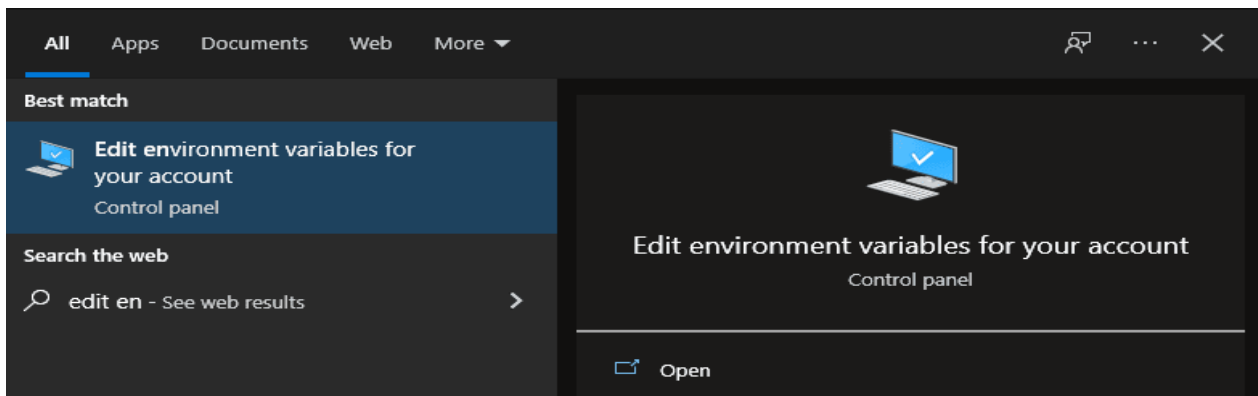 All Apps Documents Web More
Best match
Edit environment variables for
your account
Control panel
Search the web
edit en - See web results
Edit environment variables for your account
Control panel
Open